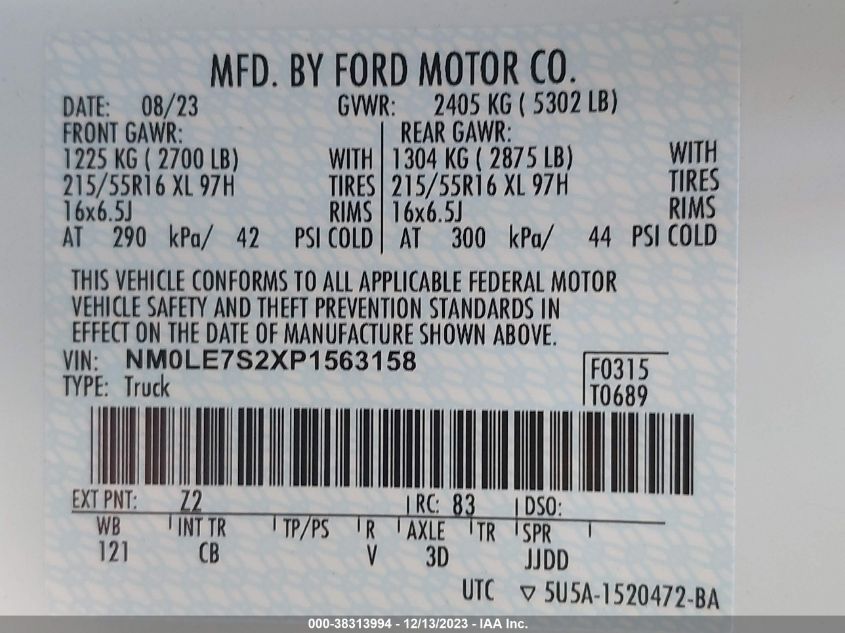 MFD. BY FORD MOTOR CO.
DATE: 08/23 GVWR: 2405 KG ( 5302 LB)
FRONT GAWR: REAR GAWR:
1225 KG ( 2700 LB) WITH 1304 KG ( 2875 LB) WITH
215/55R16 XL 97H TIRES 215/55R16 XL 97H TIRES
16x6.5J RIMS 16x6.5J RIMS
AT 290 kPa/ 42 PSI COLD AT 300 kPa/ 44 PSI COLD
THIS VEHICLE CONFORMS TO ALL APPLICABLE FEDERAL MOTOR
VEHICLE SAFETY AND THEFT PREVENTION STANDARDS IN
EFFECT ON THE DATE OF MANUFACTURE SHOWN ABOVE.
VIN: NM0LE7S2XP1563158 F0315
TYPE: Truck T0689
EXT PNT: Z2 RC: 83 DSO:
WB INT TR TP/PS R AXLE TR SPR
121 CB V 3D JJDD
UTC ▽ 5U5A-1520472-BA
000-38313994 - 12/13/2023 - IAA Inc.